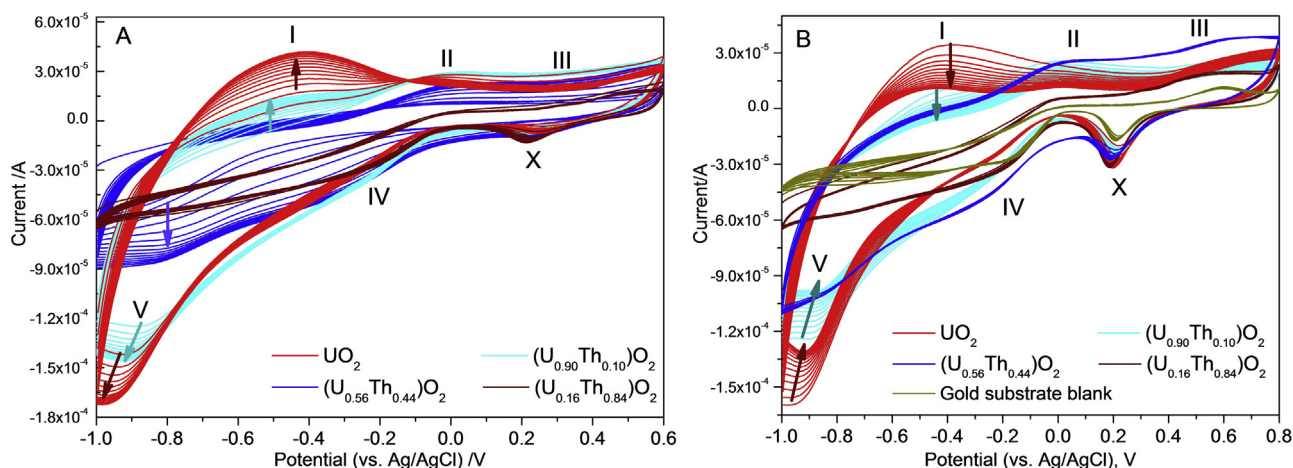 A
I
II
III
IV
V
X
6.0x10⁻⁵
3.0x10⁻⁵
0.0
-3.0x10⁻⁵
-6.0x10⁻⁵
-9.0x10⁻⁵
-1.2x10⁻⁴
-1.5x10⁻⁴
-1.8x10⁻⁴
Current /A
UO₂
(U₀.₉₀Th₀.₁₀)O₂
(U₀.₅₆Th₀.₄₄)O₂
(U₀.₁₆Th₀.₈₄)O₂
-1.0 -0.8 -0.6 -0.4 -0.2 0.0 0.2 0.4 0.6
Potential (vs. Ag/AgCl) /V
B
I
II
III
IV
V
X
6.0x10⁻⁵
3.0x10⁻⁵
0.0
-3.0x10⁻⁵
-6.0x10⁻⁵
-9.0x10⁻⁵
-1.2x10⁻⁴
-1.5x10⁻⁴
Current/A
UO₂
(U₀.₉₀Th₀.₁₀)O₂
(U₀.₅₆Th₀.₄₄)O₂
(U₀.₁₆Th₀.₈₄)O₂
Gold substrate blank
-1.0 -0.8 -0.6 -0.4 -0.2 0.0 0.2 0.4 0.6 0.8
Potential (vs. Ag/AgCl), V